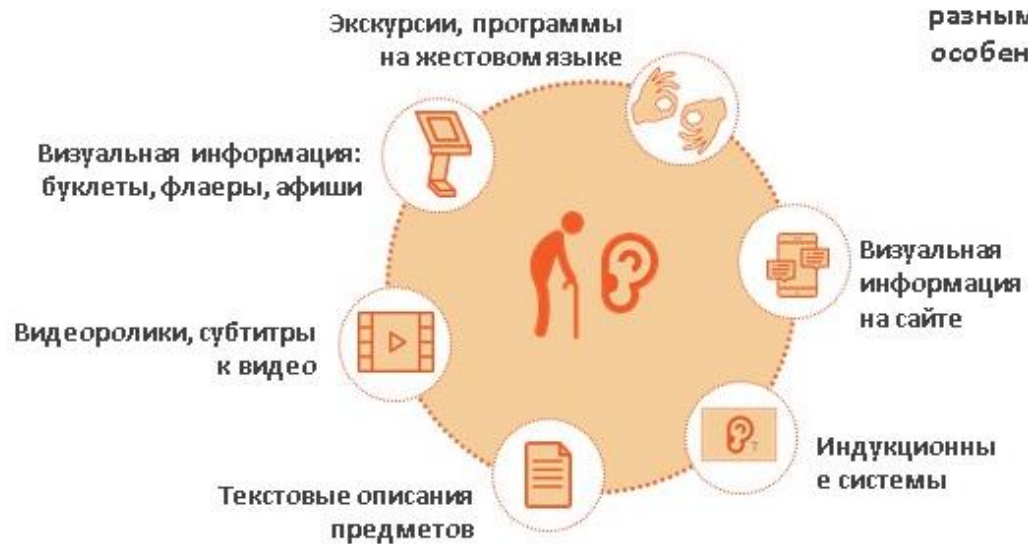 разным
особен
Экскурсии, программы
на жестовом языке
Визуальная информация:
буклеты, флаеры, афиши
Визуальная
информация
на сайте
Видеоролики, субтитры
к видео
Индукционны
е системы
Текстовые описания
предметов
T